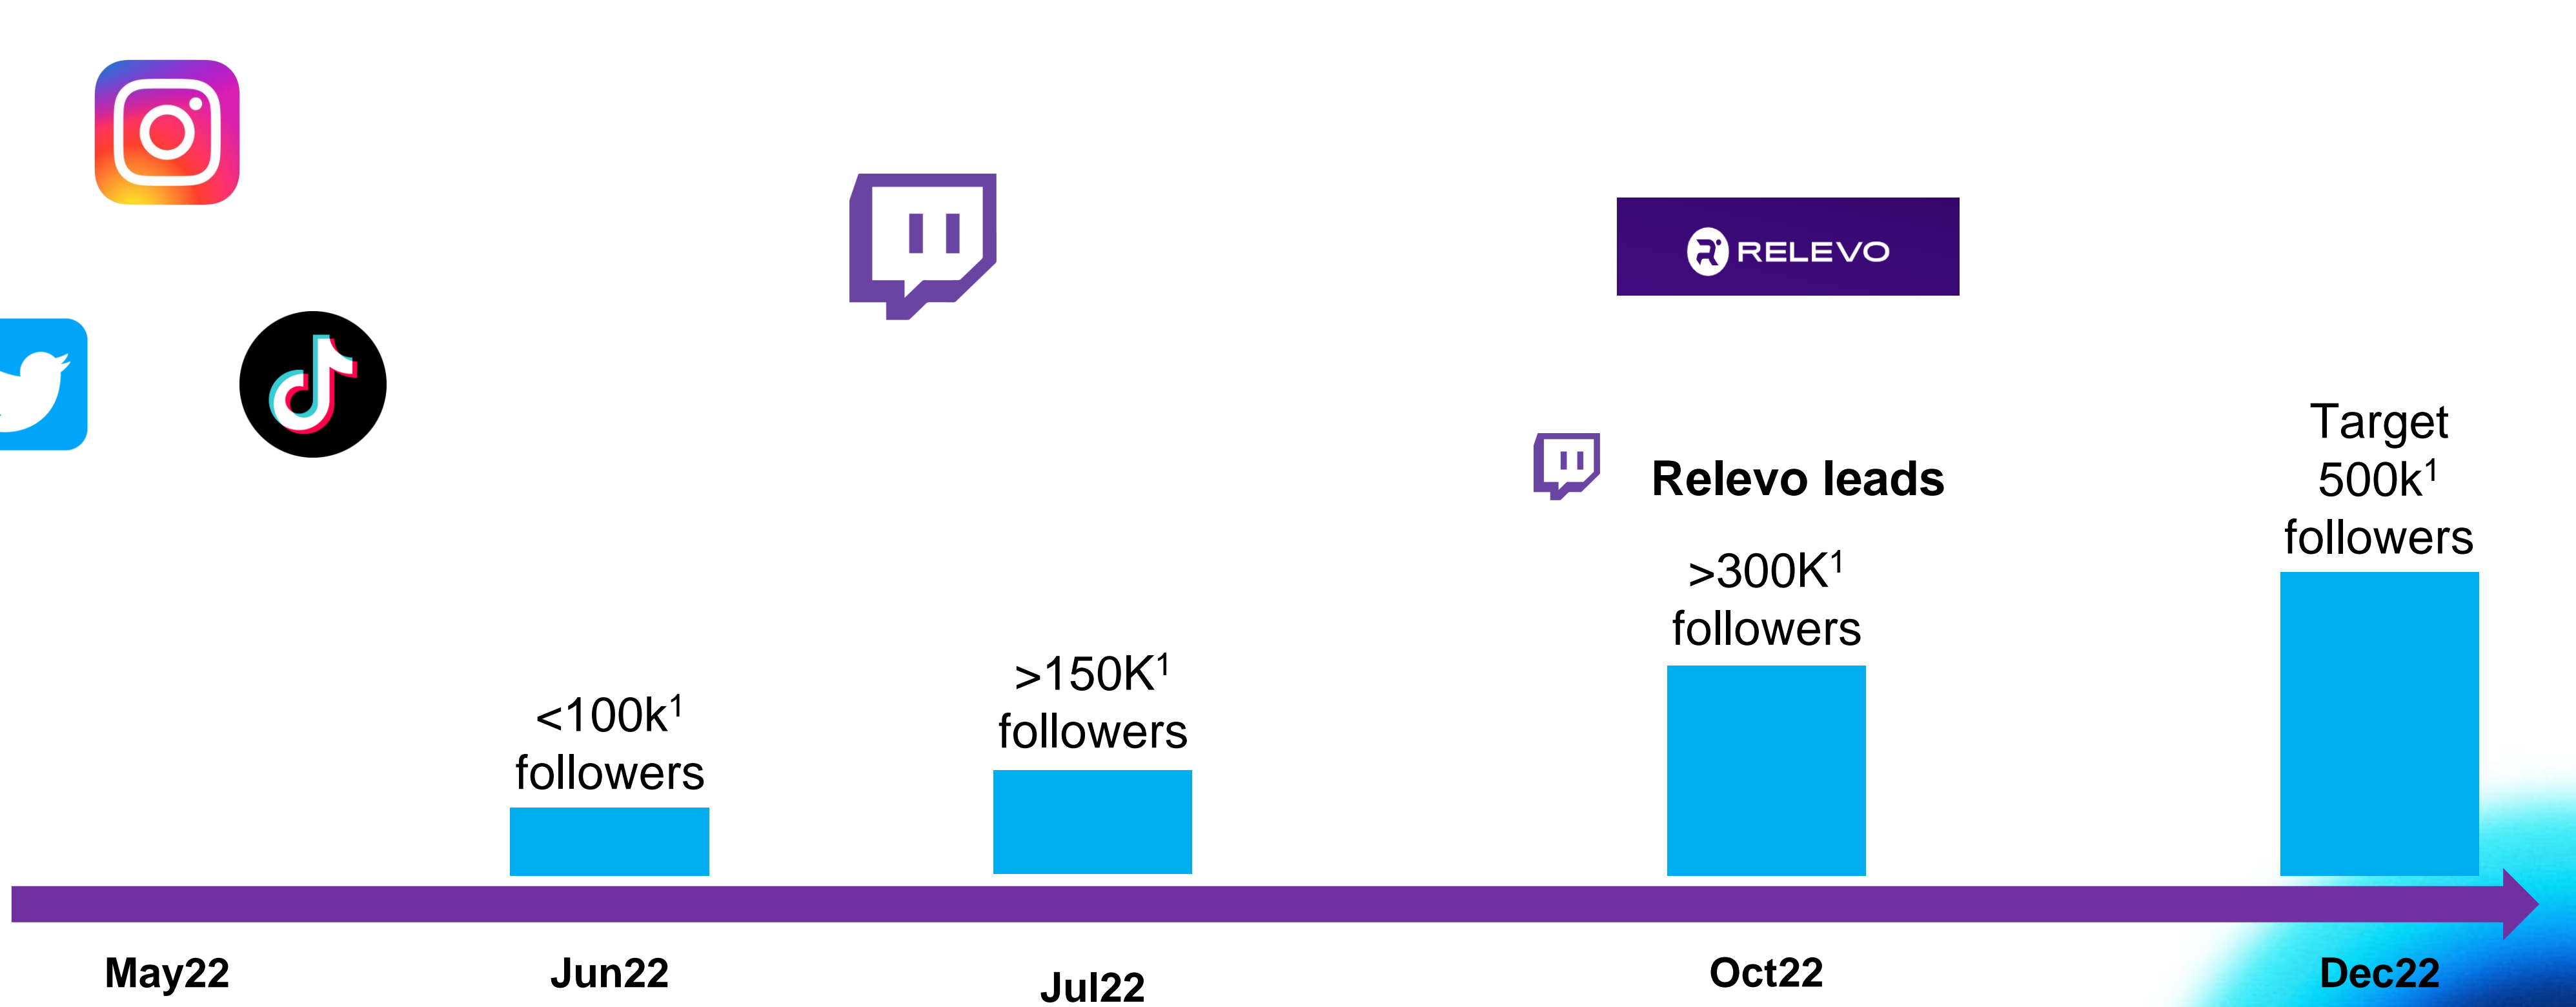 RELEVO
Relevo leads
Target
500k¹
followers
>300K¹
followers
>150K¹
followers
<100k¹
followers
May22
Jun22
Jul22
Oct22
Dec22